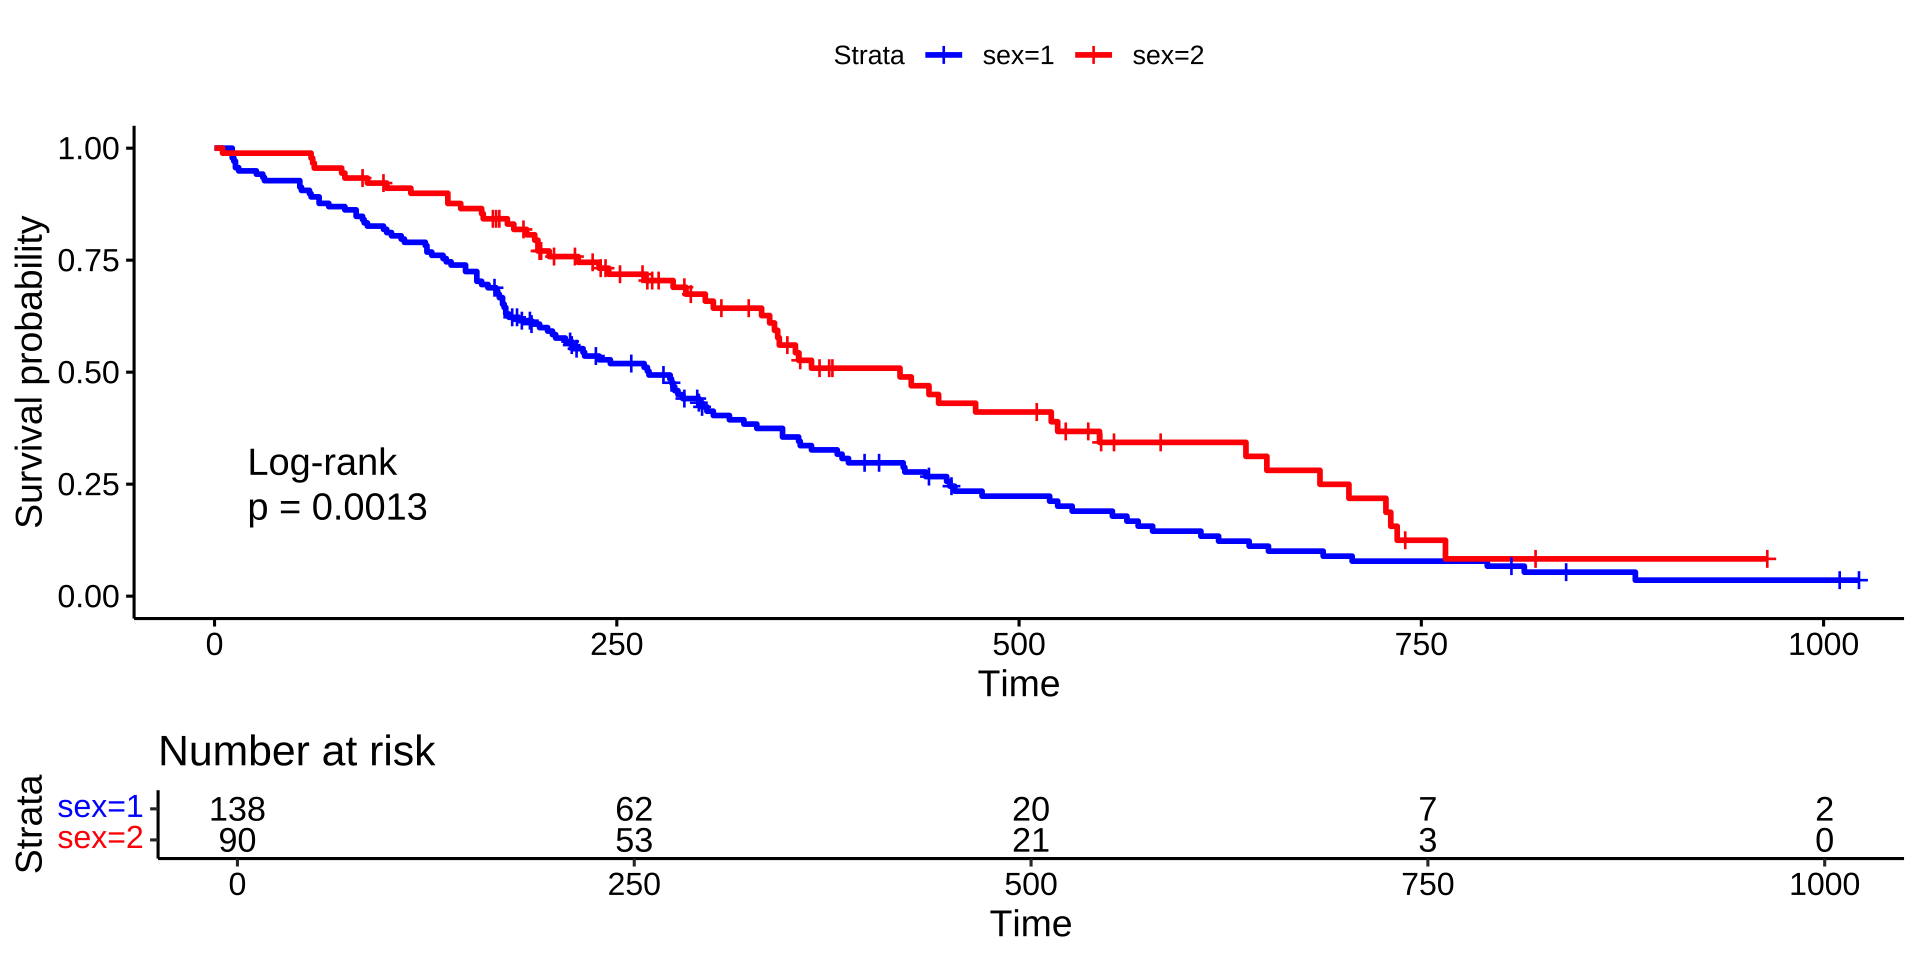 Strata sex=1 sex=2
1.00
0.75
0.50
0.25
0.00
Survival probability
Log-rank
p = 0.0013
0 250 500 750 1000
Time
Number at risk
Strata
sex=1 138 62 20 7 2
sex=2 90 53 21 3 0
0 250 500 750 1000
Time